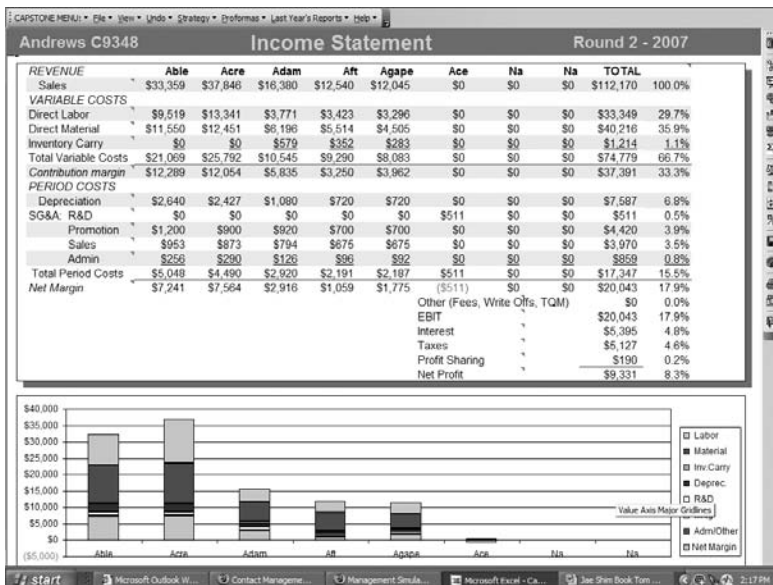 CAPSTONE MENU: File View Undo Strategy Proformas Last Year's Reports Help
Andrews C9348 Income Statement Round 2 - 2007
REVENUE Able Acre Adam Aft Agape Ace Na Na TOTAL
Sales $33,359 $37,846 $16,380 $12,540 $12,045 $0 $0 $0 $112,170 100.0%
VARIABLE COSTS
Direct Labor $9,519 $13,341 $3,771 $3,423 $3,296 $0 $0 $0 $33,349 29.7%
Direct Material $11,550 $12,451 $6,196 $5,514 $4,505 $0 $0 $0 $40,216 35.9%
Inventory Carry $0 $0 $579 $352 $283 $0 $0 $0 $1,214 1.1%
Total Variable Costs $21,069 $25,792 $10,545 $9,290 $8,083 $0 $0 $0 $74,779 66.7%
Contribution margin $12,289 $12,054 $5,835 $3,250 $3,962 $0 $0 $0 $37,391 33.3%
PERIOD COSTS
Depreciation $2,640 $2,427 $1,080 $720 $720 $0 $0 $0 $7,587 6.8%
SG&A: R&D $0 $0 $0 $0 $0 $511 $0 $0 $511 0.5%
Promotion $1,200 $900 $920 $700 $700 $0 $0 $0 $4,420 3.9%
Sales $953 $873 $794 $675 $675 $0 $0 $0 $3,970 3.5%
Admin $256 $290 $126 $96 $92 $0 $0 $0 $859 0.8%
Total Period Costs $5,048 $4,490 $2,920 $2,191 $2,187 $511 $0 $0 $17,347 15.5%
Net Margin $7,241 $7,564 $2,916 $1,059 $1,775 ($511) $0 $0 $20,043 17.9%
Other (Fees, Write Offs, TQM) $0 0.0%
EBIT $20,043 17.9%
Interest $5,395 4.8%
Taxes $5,127 4.6%
Profit Sharing $190 0.2%
Net Profit $9,331 8.3%
$40,000
$35,000
$30,000
$25,000
$20,000
$15,000
$10,000
$5,000
$0
($5,000)
Able Acre Adam Aft Agape Ace Na Na
Labor
Material
Inv.Carry
Deprec.
R&D
Value Axis Major Gridlines
Adm/Other
Net Margin
start Microsoft Outlook W... Contact Manageme... Management Simula... Microsoft Excel - Ca... Jae Shim Book Tom ... 2:17PM